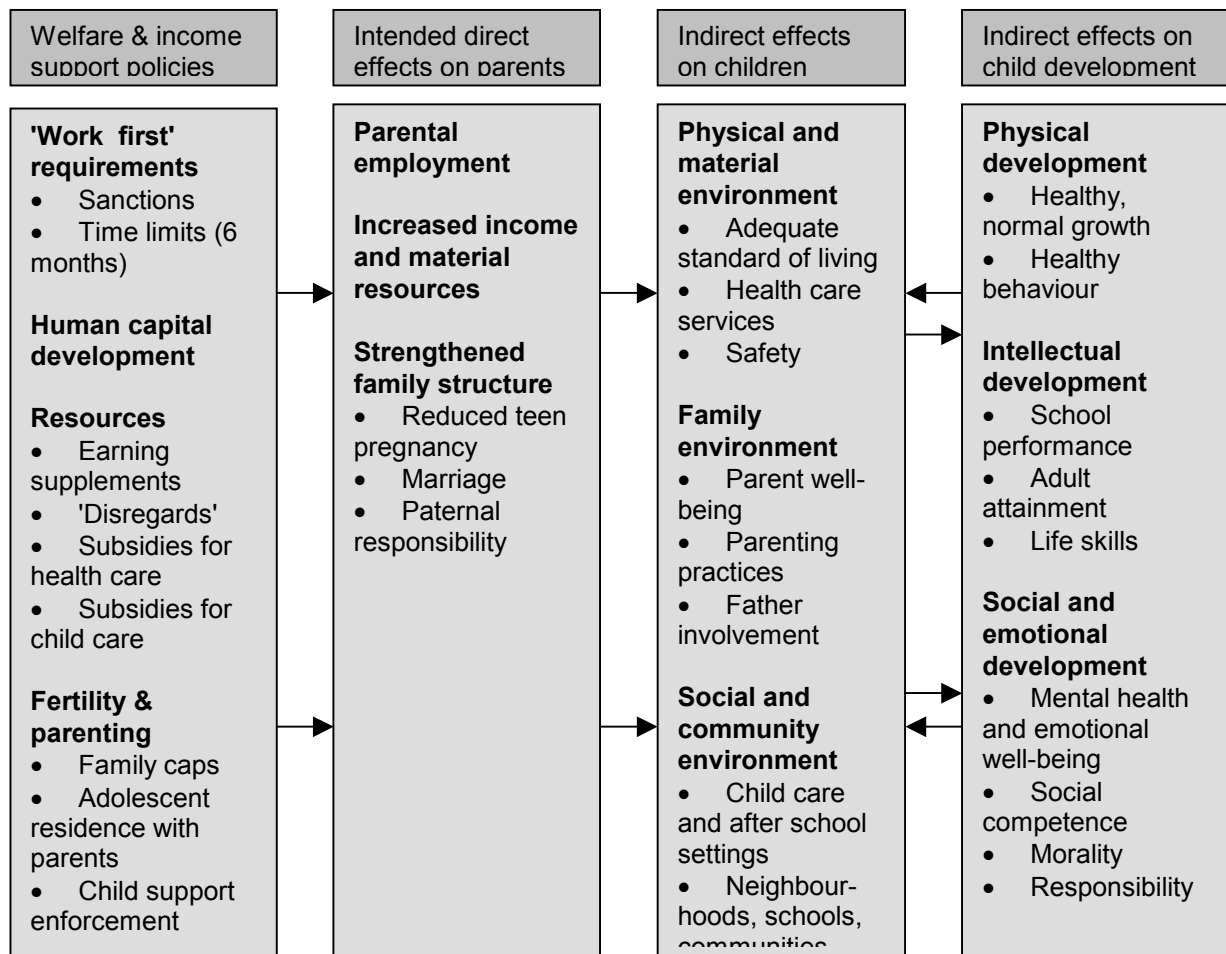 Welfare & income
support policies
Intended direct
effects on parents
Indirect effects
on children
Indirect effects on
child development
'Work first'
requirements
• Sanctions
• Time limits (6
months)
Human capital
development
Resources
• Earning
supplements
• 'Disregards'
• Subsidies for
health care
• Subsidies for
child care
Fertility &
parenting
• Family caps
• Adolescent
residence with
parents
• Child support
enforcement
Parental
employment
Increased income
and material
resources
Strengthened
family structure
• Reduced teen
pregnancy
• Marriage
• Paternal
responsibility
Physical and
material
environment
• Adequate
standard of living
• Health care
services
• Safety
Family
environment
• Parent well-
being
• Parenting
practices
• Father
involvement
Social and
community
environment
• Child care
and after school
settings
• Neighbour-
hoods, schools,
communities
Physical
development
• Healthy,
normal growth
• Healthy
behaviour
Intellectual
development
• School
performance
• Adult
attainment
• Life skills
Social and
emotional
development
• Mental health
and emotional
well-being
• Social
competence
• Morality
• Responsibility